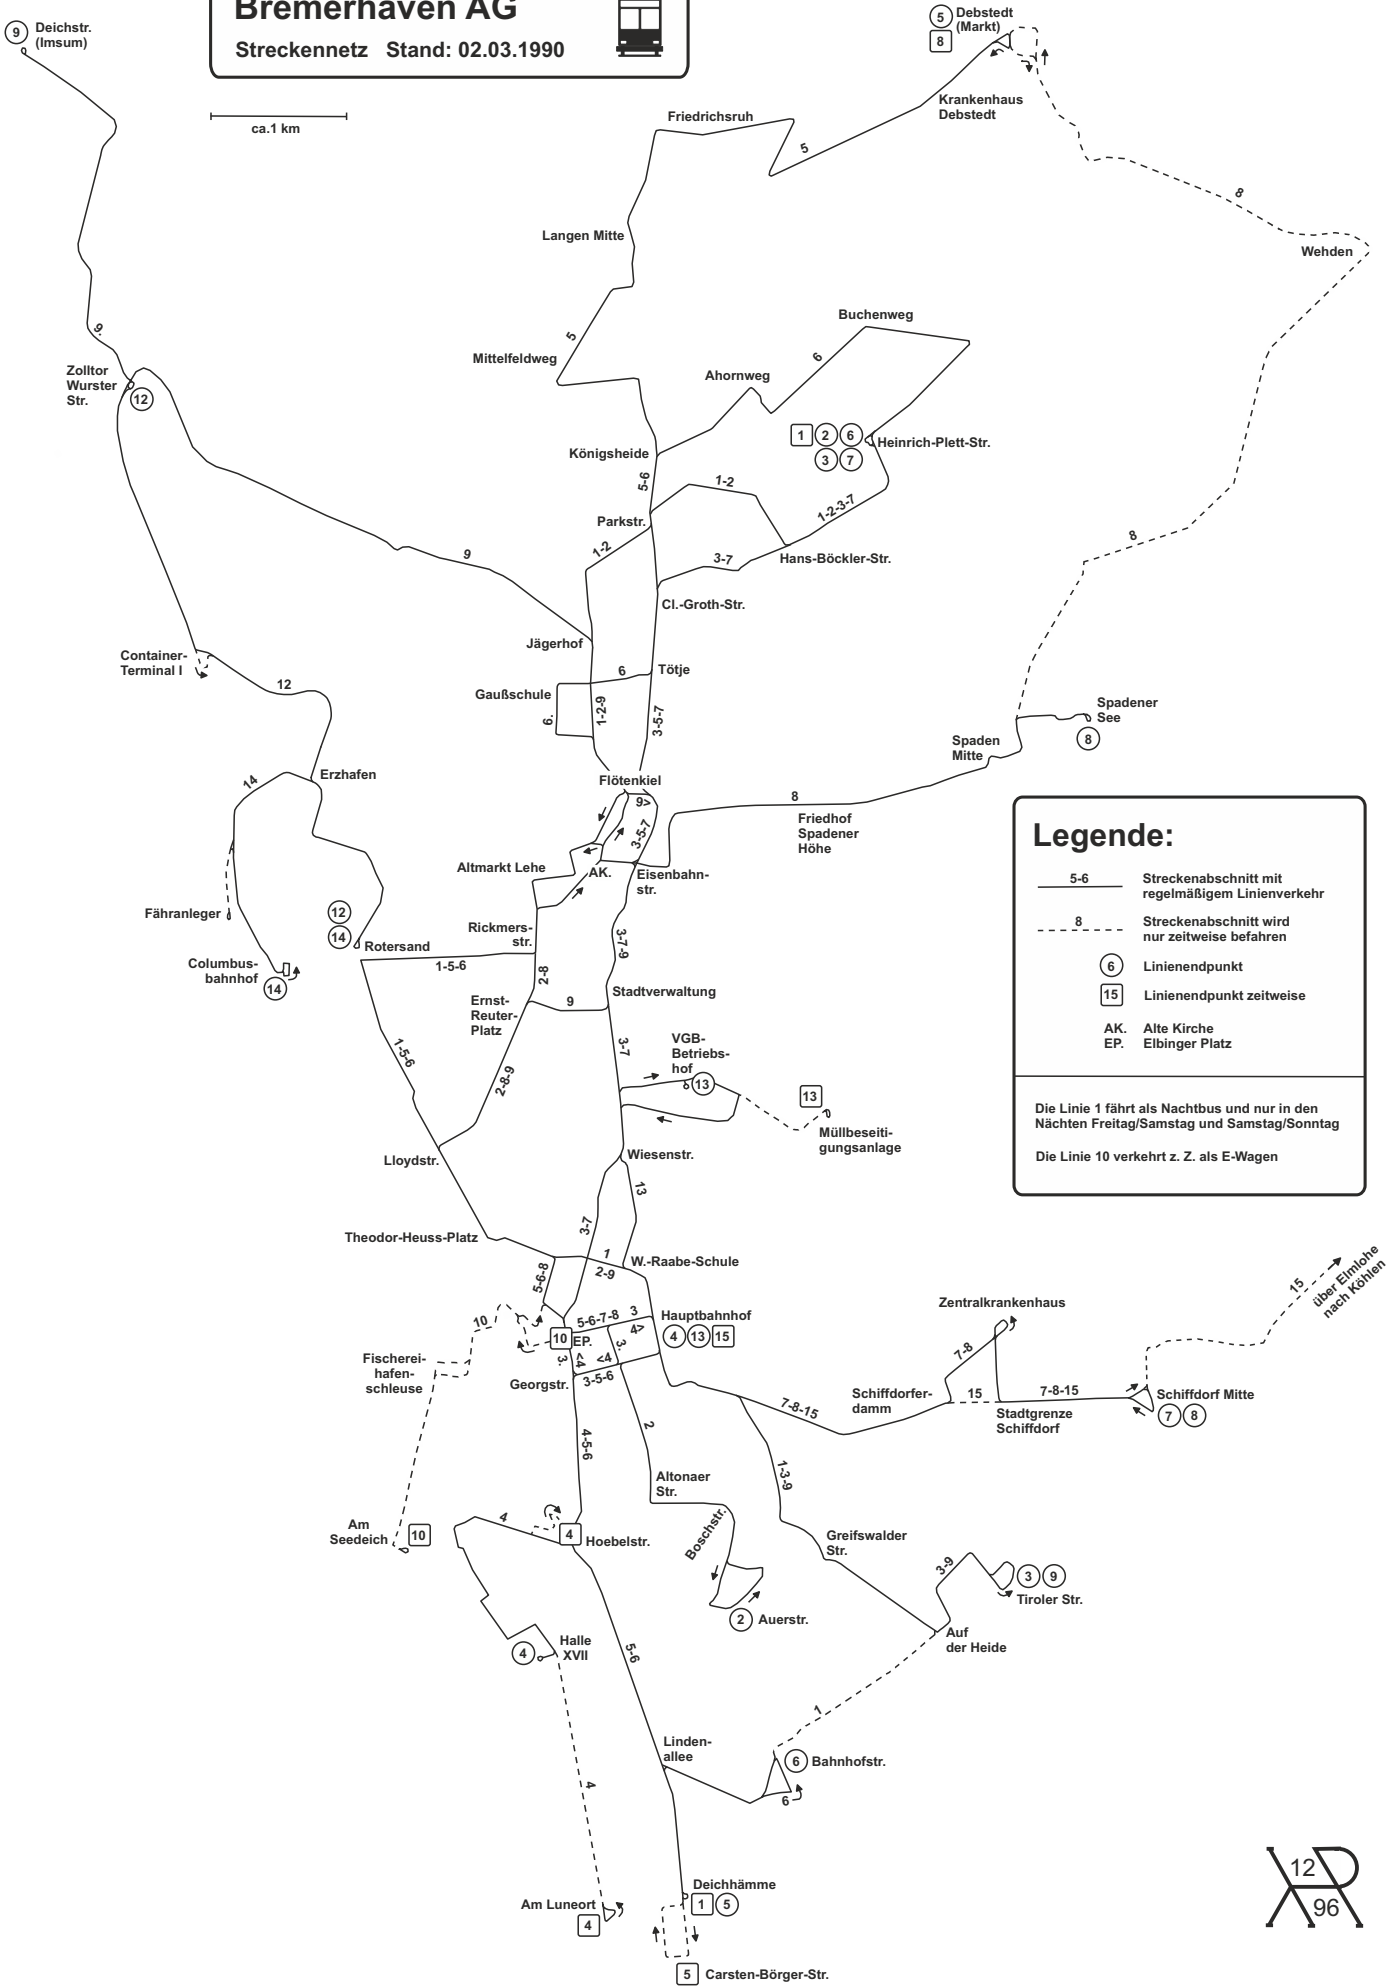 Bremerhaven AG
Streckennetz Stand: 02.03.1990
ca.1 km
9
Deichstr.
(Imsum)
5
8
Debstedt
(Markt)
Krankenhaus
Debstedt
Friedrichsruh
5
8
Wehden
Langen Mitte
5
Mittelfeldweg
9.
Zolltor
Wurster
Str.
12
Buchenweg
6
Ahornweg
1
2
6
3
7
Heinrich-Plett-Str.
Königsheide
5-6
1-2
1-2-3-7
Parkstr.
1-2
3-7
Hans-Böckler-Str.
8
9
Cl.-Groth-Str.
Jägerhof
Container-
Terminal I
12
6
Tötje
Gaußschule
6.
1-2-9
3-5-7
Spadener
See
8
Spaden
Mitte
Flötenkiel
Erzhafen
14
9>
3-5-7
8
Friedhof
Spadener
Höhe
Altmarkt Lehe
AK.
Eisenbahn-
str.
Fähranleger
12
14
Rotersand
Rickmers-
str.
1-5-6
3-7-9
Columbus-
bahnhof
14
2-8
Stadtverwaltung
Ernst-
Reuter-
Platz
9
1-5-6
2-8-9
3-7
VGB-
Betriebs-
hof
13
13
Müllbeseiti-
gungsanlage
Lloydstr.
Wiesenstr.
13
3-7
Theodor-Heuss-Platz
1
2-9
W.-Raabe-Schule
5-6-8
10
10
EP.
5-6-7-8
3
4>
3.
3.
<4
<4
3-5-6
Hauptbahnhof
4
13
15
Fischerei-
hafen-
schleuse
Georgstr.
4-5-6
2
7-8-15
Schiffdorfer-
damm
7-8
Zentralkrankenhaus
15
Stadtgrenze
Schiffdorf
7-8-15
Schiffdorf Mitte
7
8
15
über Elmlohe
nach Köhlen
Altonaer
Str.
1-3-9
Am
Seedeich
10
4
4
Hoebelstr.
Boschstr.
Greifswalder
Str.
3-9
3
9
Tiroler Str.
2
Auerstr.
Auf
der Heide
4
Halle
XVII
5-6
1
Linden-
allee
6
Bahnhofstr.
6
4
Deichhämme
1
5
Am Luneort
4
5
Carsten-Börger-Str.
Legende:
5-6
Streckenabschnitt mit
regelmäßigem Linienverkehr
8
Streckenabschnitt wird
nur zeitweise befahren
6
Linienendpunkt
15
Linienendpunkt zeitweise
AK. Alte Kirche
EP. Elbinger Platz
Die Linie 1 fährt als Nachtbus und nur in den
Nächten Freitag/Samstag und Samstag/Sonntag
Die Linie 10 verkehrt z. Z. als E-Wagen
12
96